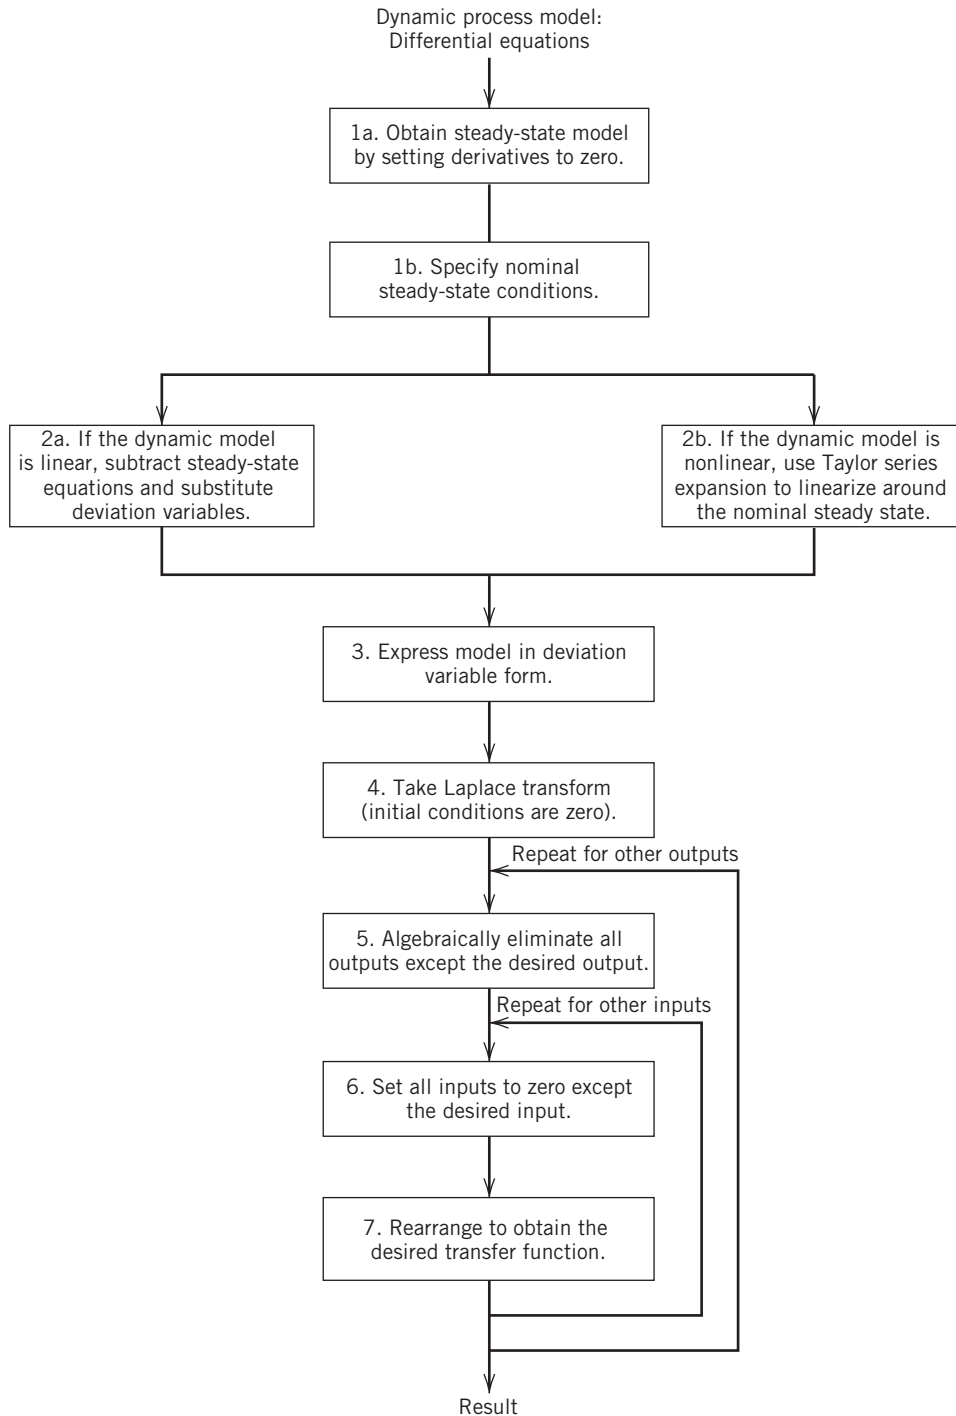 Dynamic process model:
Differential equations
1a. Obtain steady-state model
by setting derivatives to zero.
1b. Specify nominal
steady-state conditions.
2a. If the dynamic model
is linear, subtract steady-state
equations and substitute
deviation variables.
2b. If the dynamic model is
nonlinear, use Taylor series
expansion to linearize around
the nominal steady state.
3. Express model in deviation
variable form.
4. Take Laplace transform
(initial conditions are zero).
Repeat for other outputs
5. Algebraically eliminate all
outputs except the desired output.
Repeat for other inputs
6. Set all inputs to zero except
the desired input.
7. Rearrange to obtain the
desired transfer function.
Result